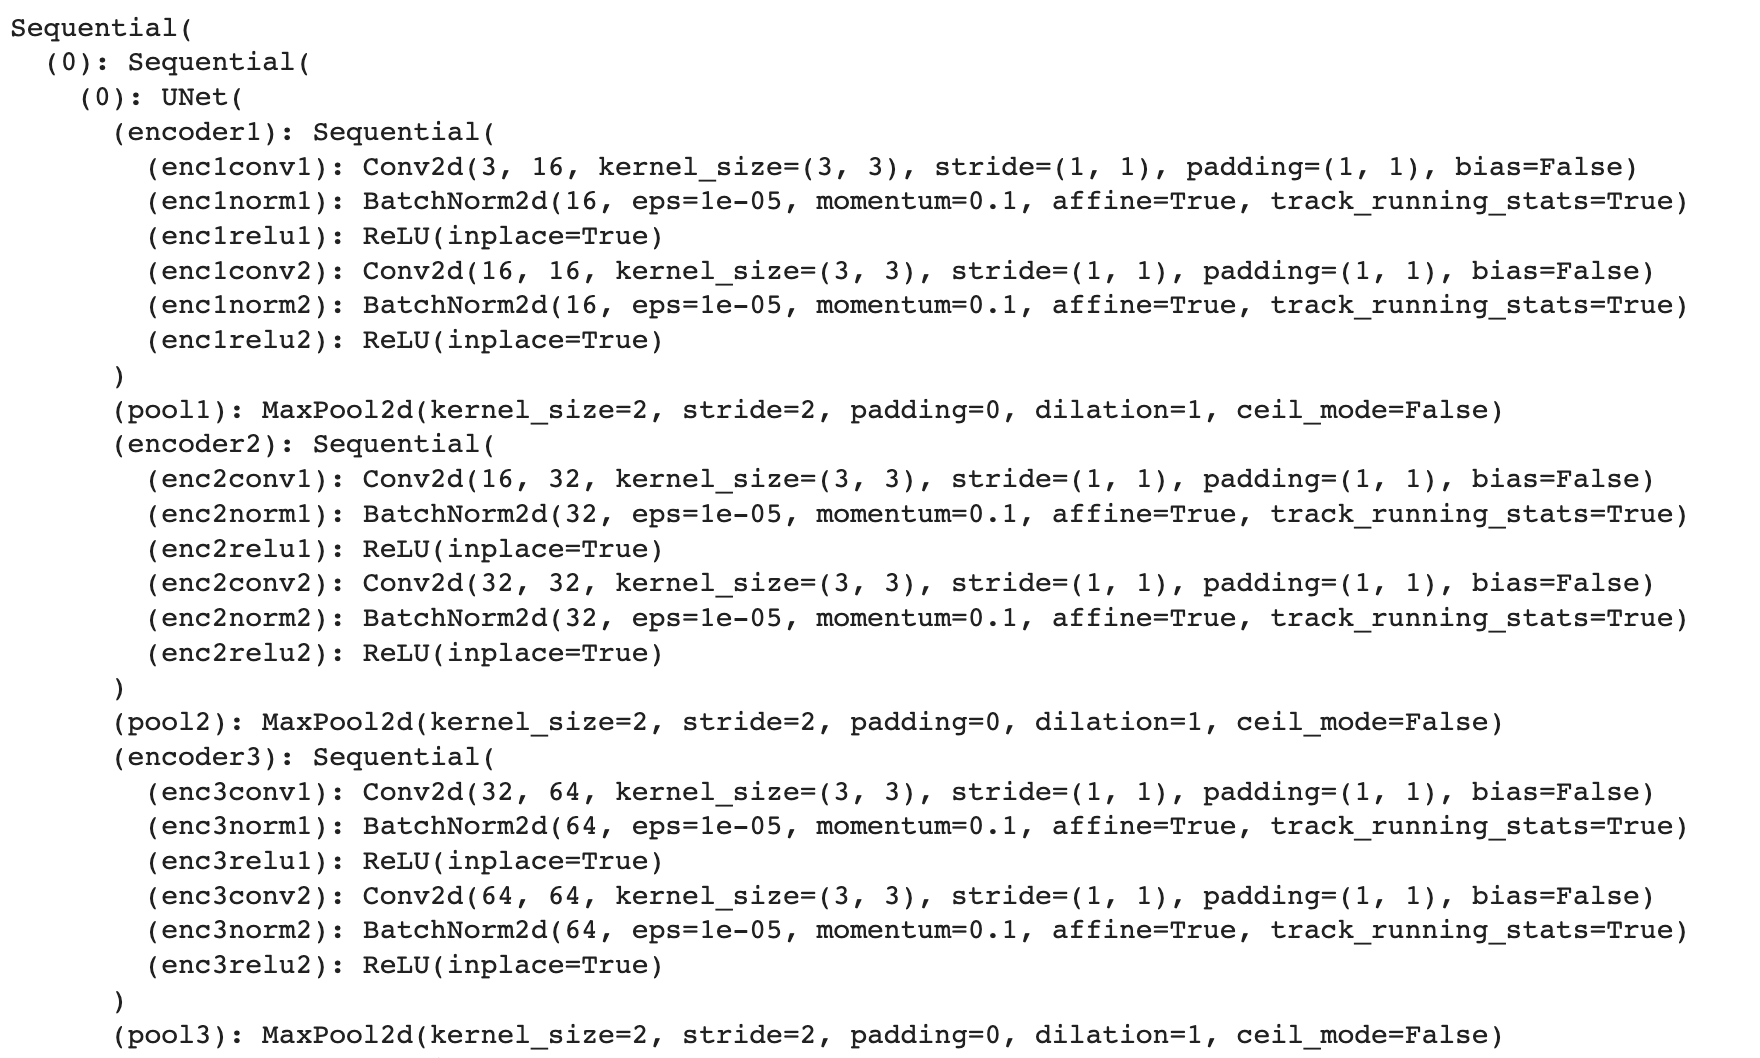 Sequential(
  (0): Sequential(
    (0): UNet(
      (encoder1): Sequential(
        (enc1conv1): Conv2d(3, 16, kernel_size=(3, 3), stride=(1, 1), padding=(1, 1), bias=False)
        (enc1norm1): BatchNorm2d(16, eps=1e-05, momentum=0.1, affine=True, track_running_stats=True)
        (enc1relu1): ReLU(inplace=True)
        (enc1conv2): Conv2d(16, 16, kernel_size=(3, 3), stride=(1, 1), padding=(1, 1), bias=False)
        (enc1norm2): BatchNorm2d(16, eps=1e-05, momentum=0.1, affine=True, track_running_stats=True)
        (enc1relu2): ReLU(inplace=True)
      )
      (pool1): MaxPool2d(kernel_size=2, stride=2, padding=0, dilation=1, ceil_mode=False)
      (encoder2): Sequential(
        (enc2conv1): Conv2d(16, 32, kernel_size=(3, 3), stride=(1, 1), padding=(1, 1), bias=False)
        (enc2norm1): BatchNorm2d(32, eps=1e-05, momentum=0.1, affine=True, track_running_stats=True)
        (enc2relu1): ReLU(inplace=True)
        (enc2conv2): Conv2d(32, 32, kernel_size=(3, 3), stride=(1, 1), padding=(1, 1), bias=False)
        (enc2norm2): BatchNorm2d(32, eps=1e-05, momentum=0.1, affine=True, track_running_stats=True)
        (enc2relu2): ReLU(inplace=True)
      )
      (pool2): MaxPool2d(kernel_size=2, stride=2, padding=0, dilation=1, ceil_mode=False)
      (encoder3): Sequential(
        (enc3conv1): Conv2d(32, 64, kernel_size=(3, 3), stride=(1, 1), padding=(1, 1), bias=False)
        (enc3norm1): BatchNorm2d(64, eps=1e-05, momentum=0.1, affine=True, track_running_stats=True)
        (enc3relu1): ReLU(inplace=True)
        (enc3conv2): Conv2d(64, 64, kernel_size=(3, 3), stride=(1, 1), padding=(1, 1), bias=False)
        (enc3norm2): BatchNorm2d(64, eps=1e-05, momentum=0.1, affine=True, track_running_stats=True)
        (enc3relu2): ReLU(inplace=True)
      )
      (pool3): MaxPool2d(kernel_size=2, stride=2, padding=0, dilation=1, ceil_mode=False)